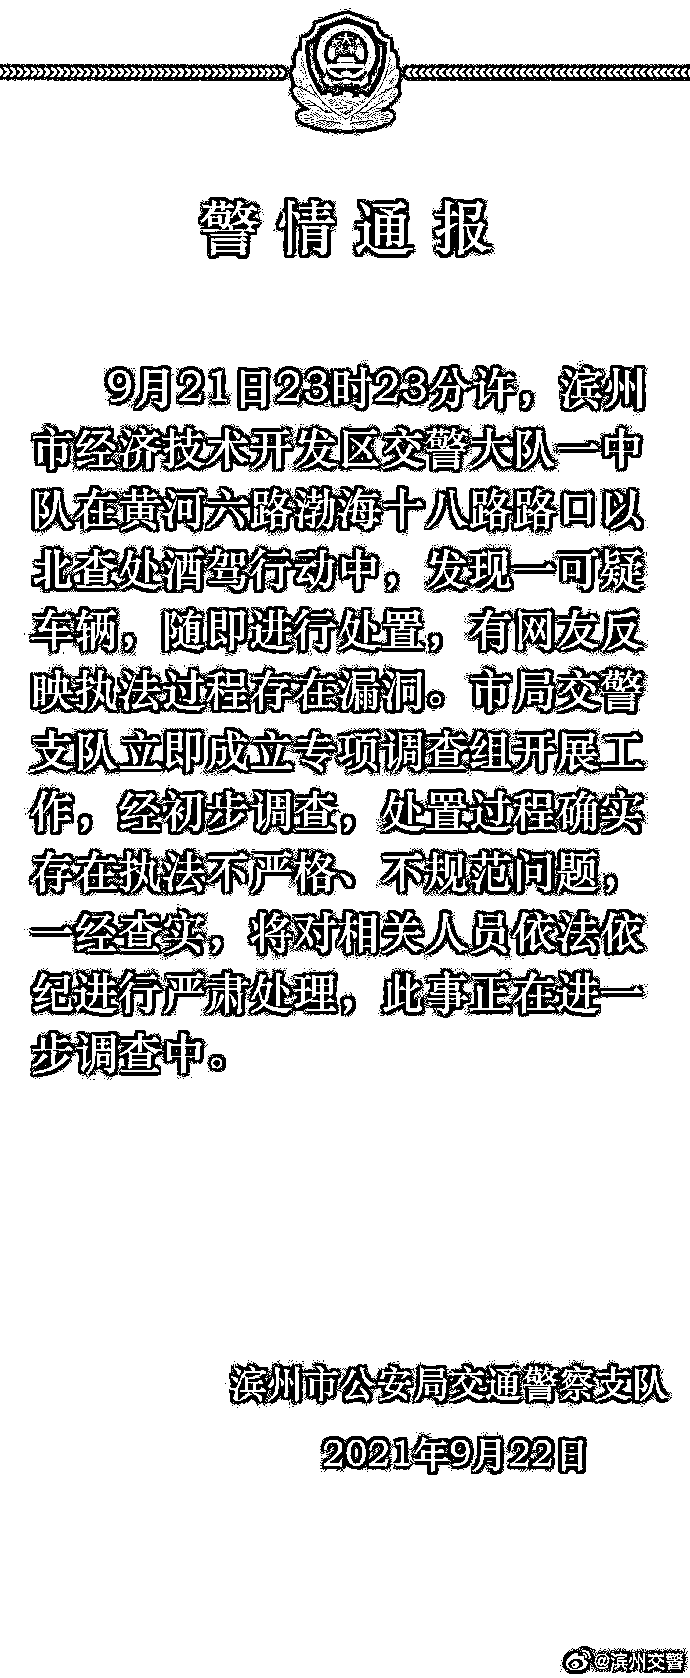 警情通报
9月21日23时23分许，滨州
市经济技术开发区交警大队一中
队在黄河六路渤海十八路路口以
北查处酒驾行动中，发现一可疑
车辆，随即进行处置，有网友反
映执法过程存在漏洞。市局交警
支队立即成立专项调查组开展工
作，经初步调查，处置过程确实
存在执法不严格、不规范问题，
一经查实，将对相关人员依法依
纪进行严肃处理，此事正在进一
步调查中。
滨州市公安局交通警察支队
2021年9月22日
@滨州交警